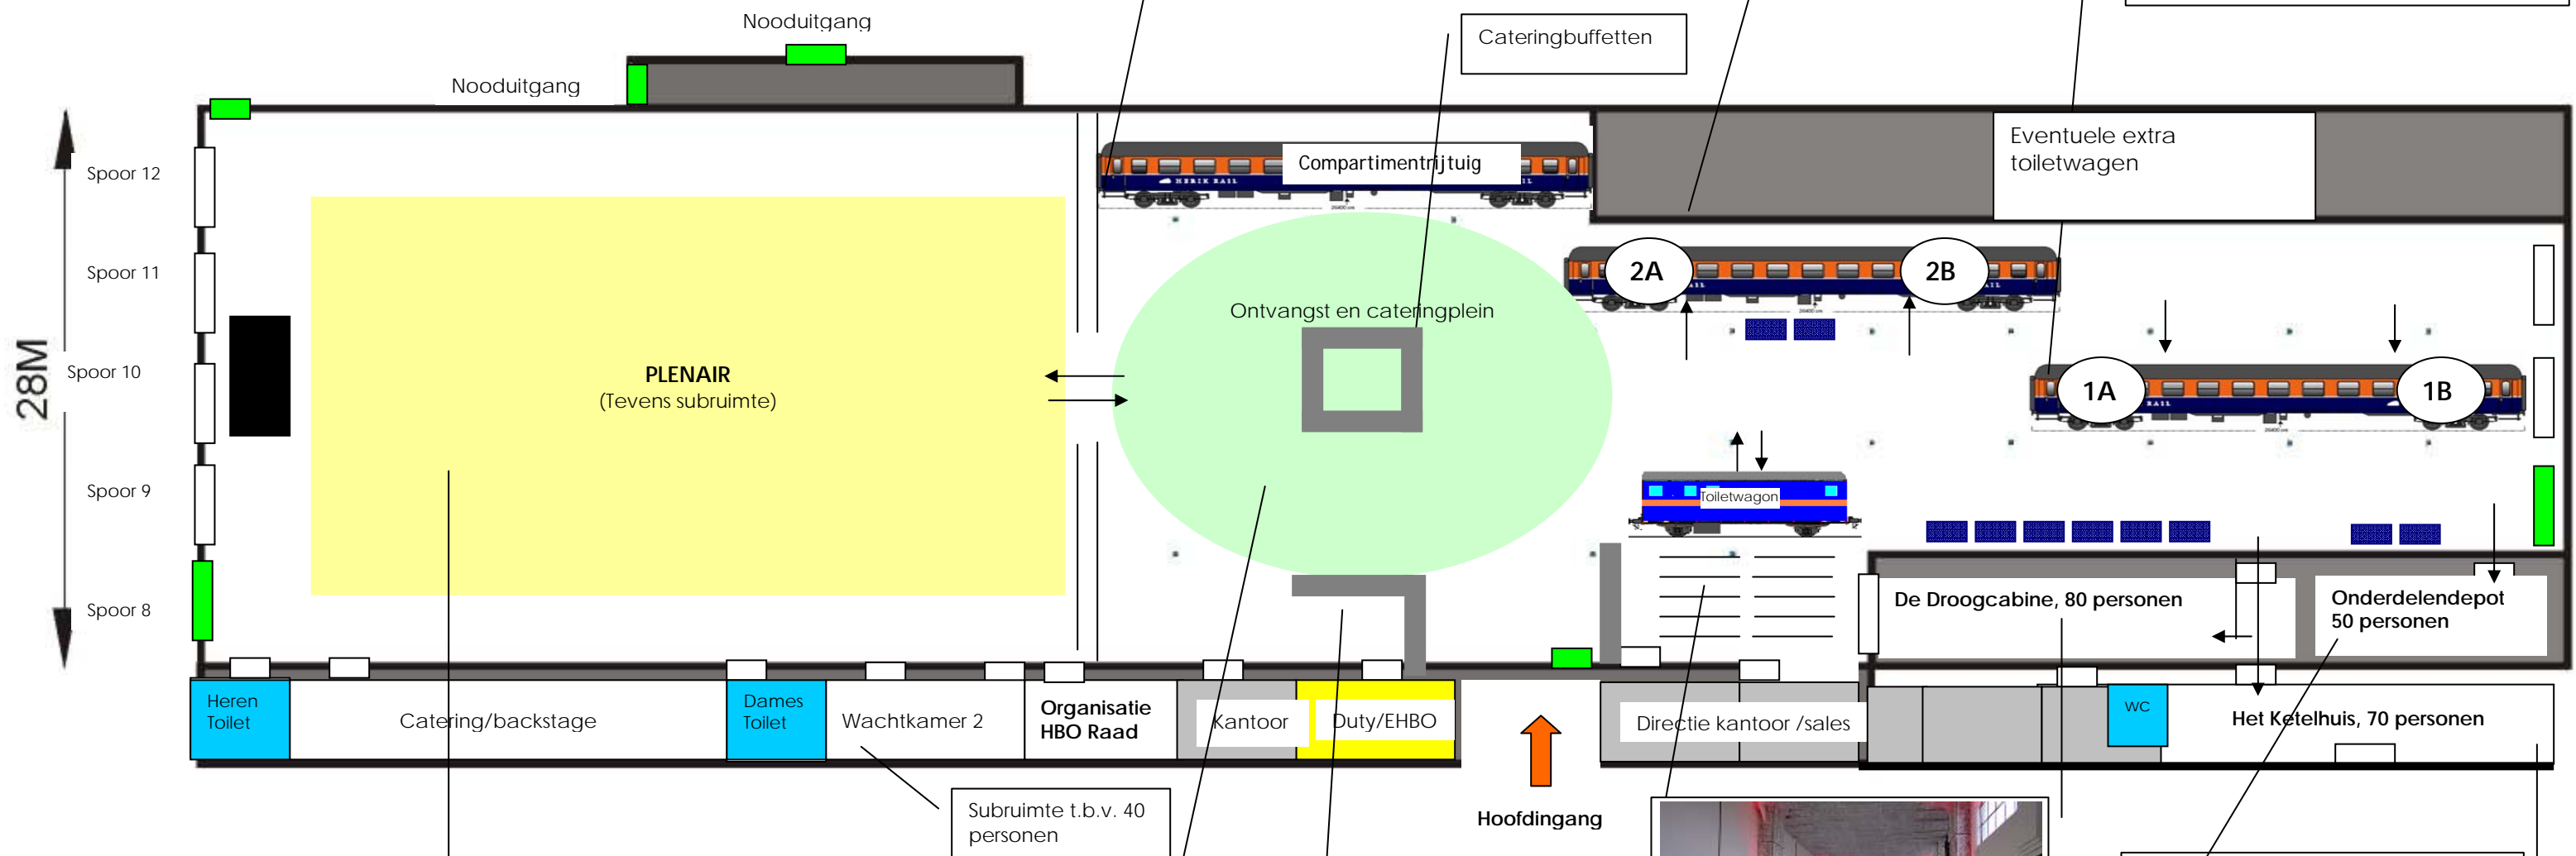 Nooduitgang
Cateringbuffetten
Nooduitgang
Eventuele extra
toiletwagen
Spoor 12
Compartimentrijtuig
HERIK RAIL
Spoor 11
2A
2B
Ontvangst en cateringplein
28M
Spoor 10
PLENAIR
(Tevens subruimte)
1A
1B
RAIL
Spoor 9
Toiletwagon
Spoor 8
De Droogcabine, 80 personen
Onderdelendepot
50 personen
Heren
Toilet
Catering/backstage
Dames
Toilet
Wachtkamer 2
Organisatie
HBO Raad
Kantoor
Duty/EHBO
Directie kantoor /sales
WC
Het Ketelhuis, 70 personen
Hoofdingang
Subruimte t.b.v. 40
personen